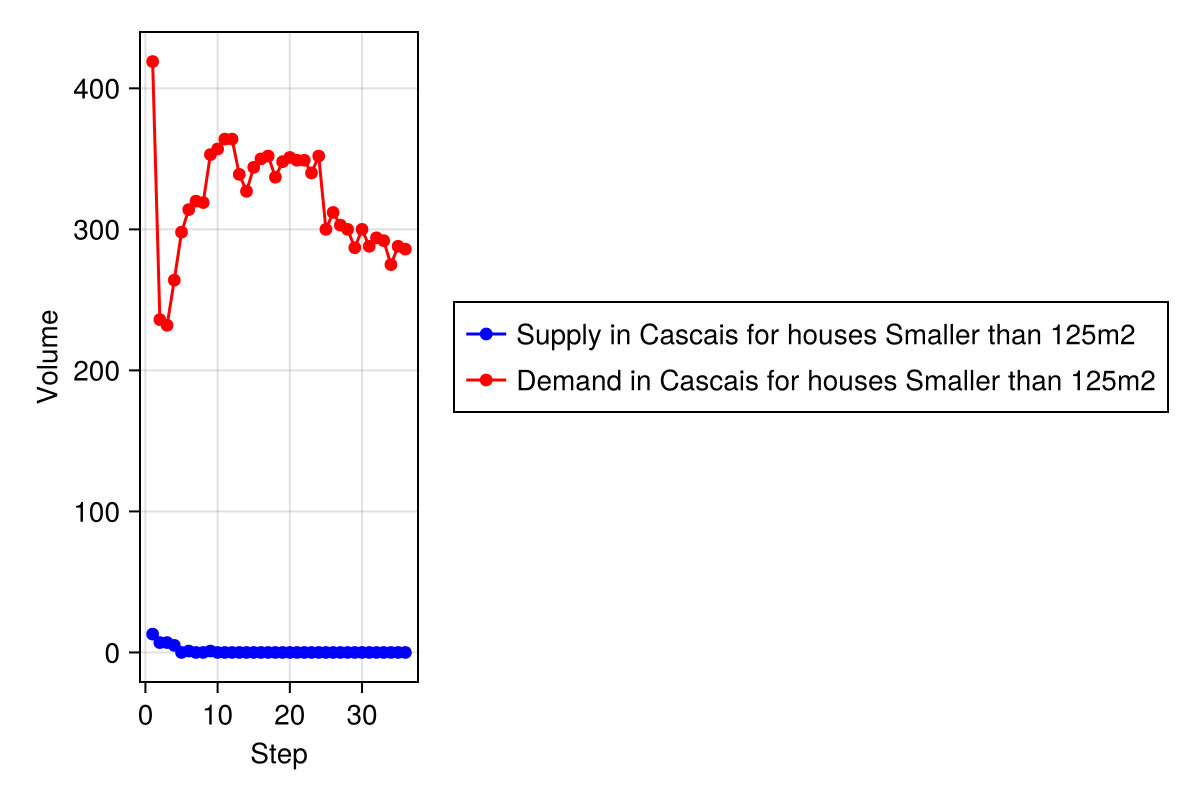 400
300
200
100
0
Volume
0 10 20 30
Step
Supply in Cascais for houses Smaller than 125m2
Demand in Cascais for houses Smaller than 125m2